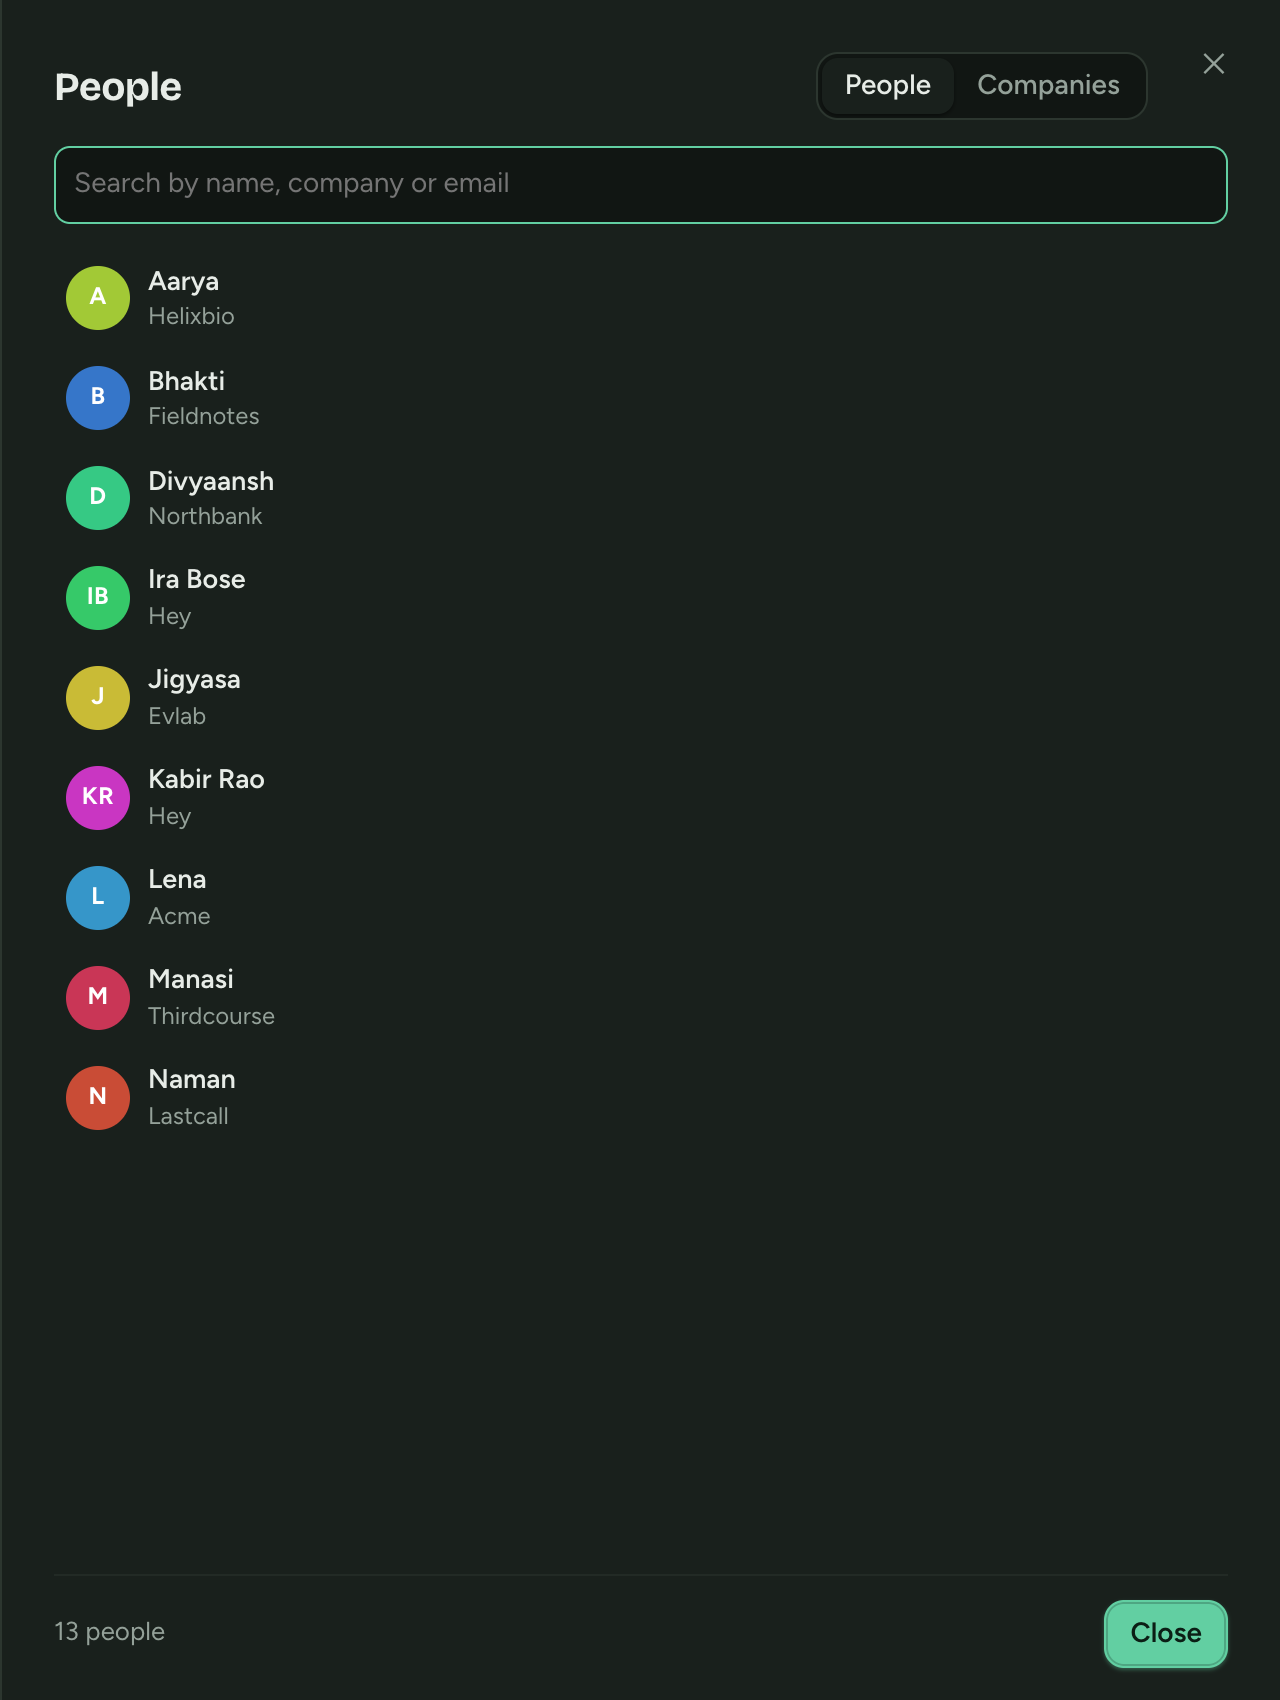 People
People Companies
Search by name, company or email
A
Aarya
Helixbio
B
Bhakti
Fieldnotes
D
Divyaansh
Northbank
IB
Ira Bose
Hey
J
Jigyasa
Evlab
KR
Kabir Rao
Hey
L
Lena
Acme
M
Manasi
Thirdcourse
N
Naman
Lastcall
13 people
Close